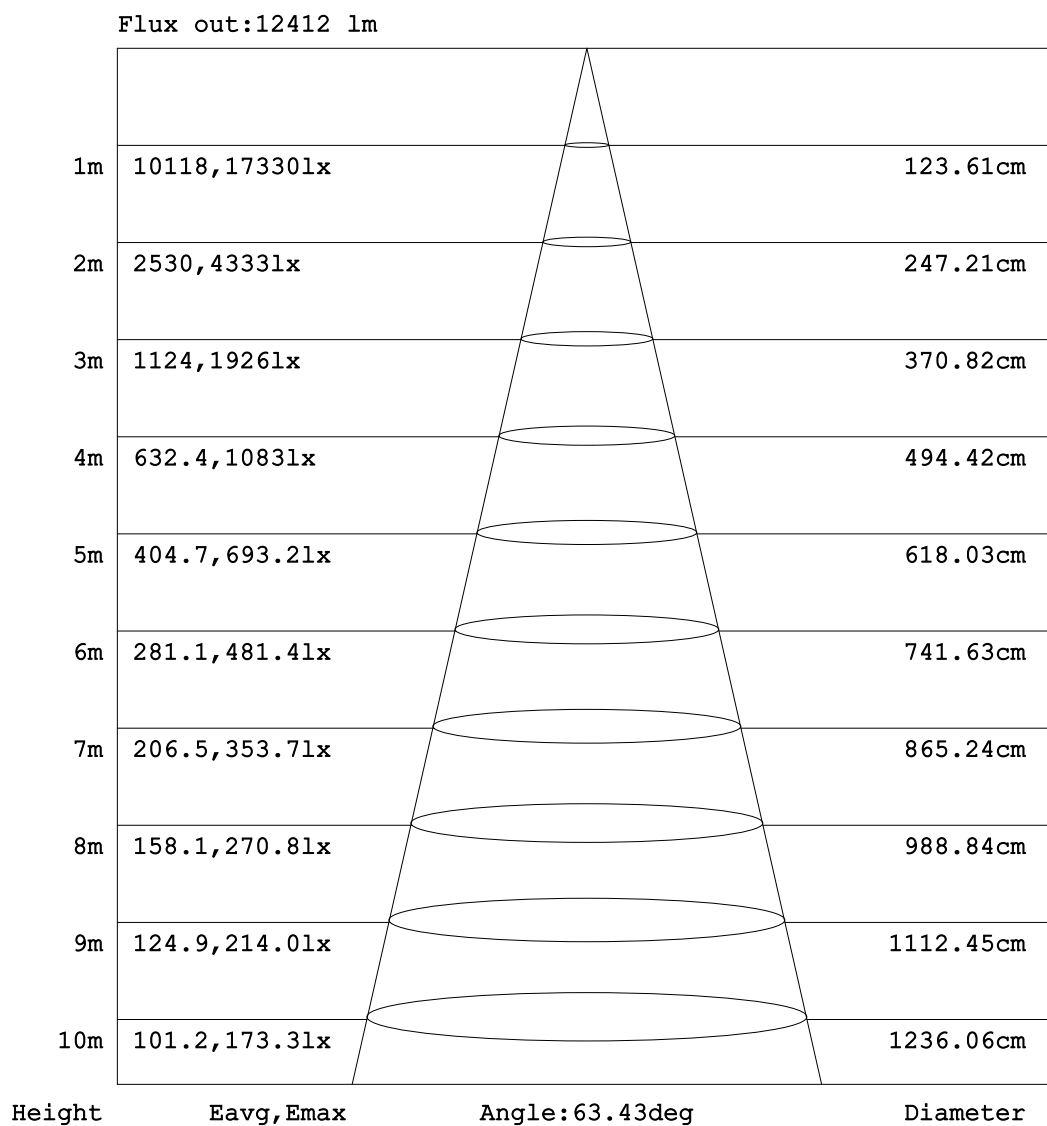 Flux out:12412 lm
1m 10118,17330lx 123.61cm
2m 2530,4333lx 247.21cm
3m 1124,1926lx 370.82cm
4m 632.4,1083lx 494.42cm
5m 404.7,693.2lx 618.03cm
6m 281.1,481.4lx 741.63cm
7m 206.5,353.7lx 865.24cm
8m 158.1,270.8lx 988.84cm
9m 124.9,214.0lx 1112.45cm
10m 101.2,173.3lx 1236.06cm
Height Eavg,Emax Angle:63.43deg Diameter